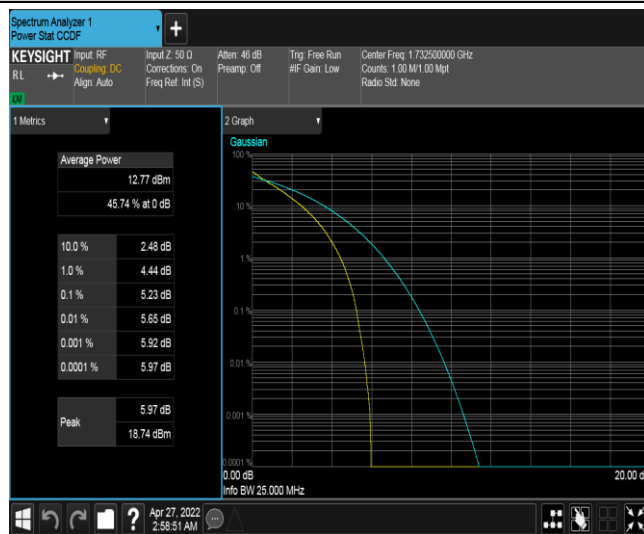 Spectrum Analyzer 1
Power Stat CCDF
KEYSIGHT
Input: RF
Coupling: DC
Align: Auto
Input Z: 50 Ω
Corrections: On
Freq Ref: Int (S)
Atten: 46 dB
Preamp: Off
Trig: Free Run
#IF Gain: Low
Center Freq: 1.732500000 GHz
Counts: 1.00 M/1.00 Mpt
Radio Std: None
RL
LXI
1 Metrics
Average Power
12.77 dBm
45.74 % at 0 dB
10.0 % 2.48 dB
1.0 % 4.44 dB
0.1 % 5.23 dB
0.01 % 5.65 dB
0.001 % 5.92 dB
0.0001 % 5.97 dB
Peak
5.97 dB
18.74 dBm
2 Graph
Gaussian
100 %
10 %
1 %
0.1 %
0.01 %
0.001 %
0.0001 %
0.00 dB
20.00 d
Info BW 25.000 MHz
?
Apr 27, 2022
2:58:51 AM